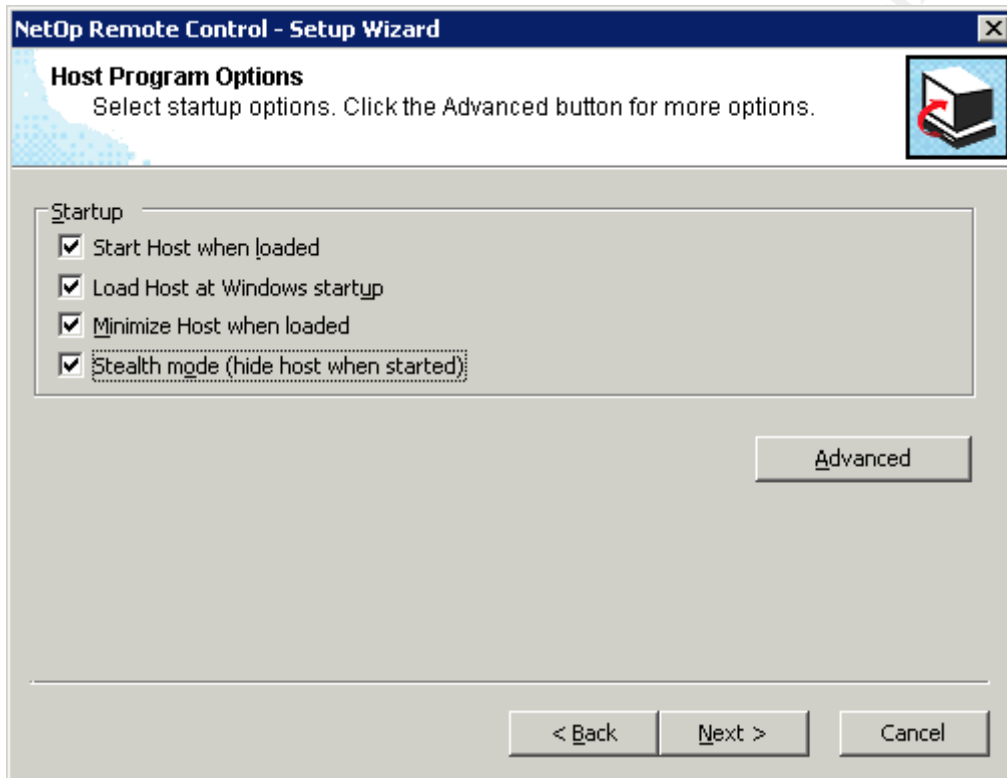 NetOp Remote Control - Setup Wizard
Host Program Options
Select startup options. Click the Advanced button for more options.
Startup
Start Host when loaded
Load Host at Windows startup
Minimize Host when loaded
Stealth mode (hide host when started)
Advanced
< Back Next > Cancel